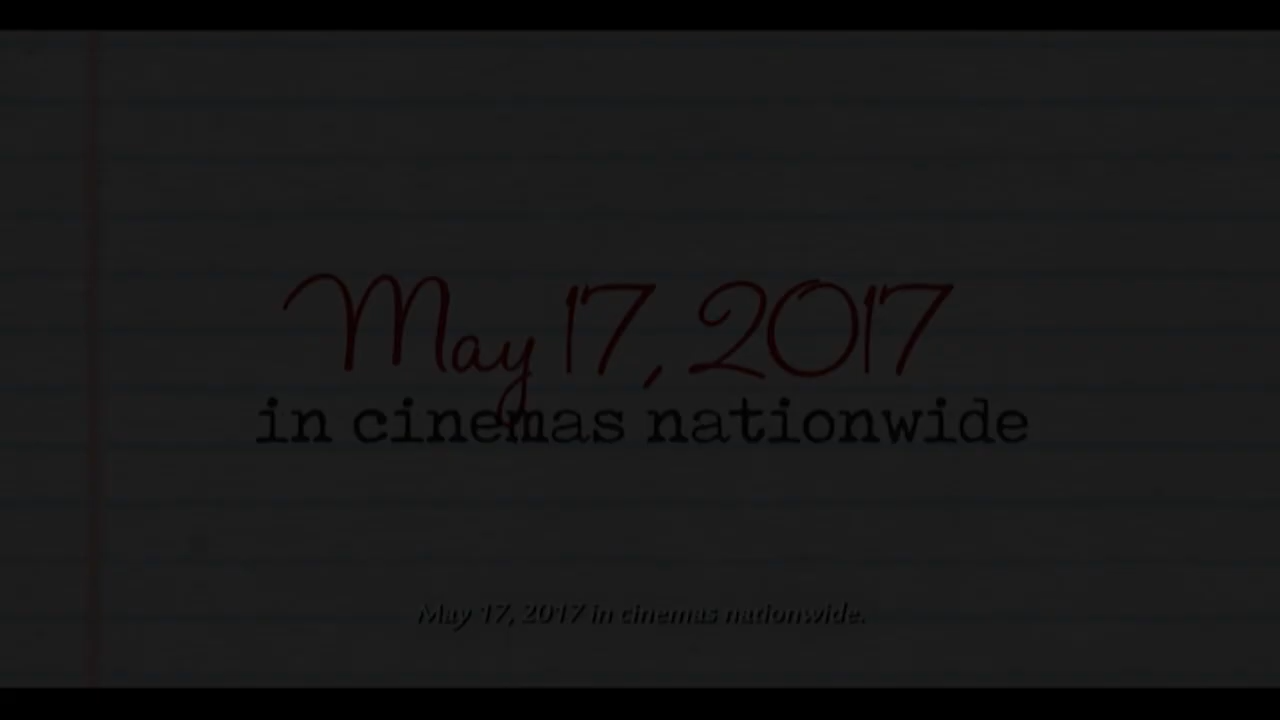 May 17, 2017
in cinemas nationwide
May 17, 2017 in cinemas nationwide.